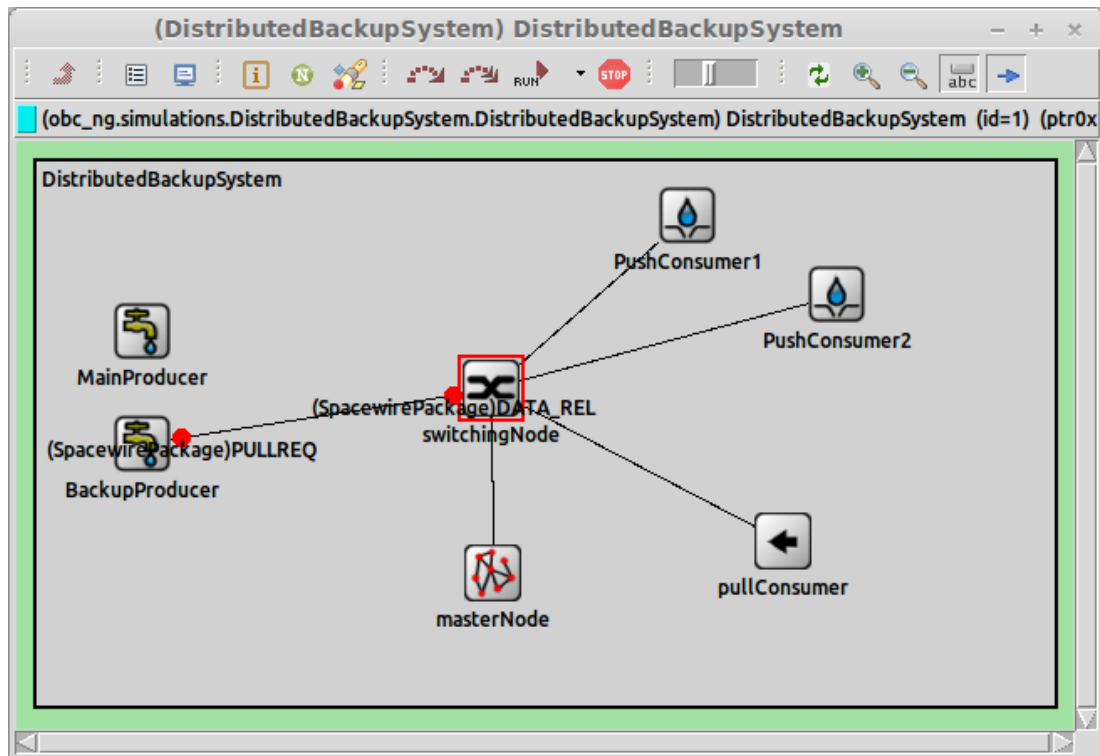 (DistributedBackupSystem) DistributedBackupSystem
RUN
STOP
abc
(obc_ng.simulations.DistributedBackupSystem.DistributedBackupSystem) DistributedBackupSystem (id=1) (ptr0x
DistributedBackupSystem
PushConsumer1
PushConsumer2
MainProducer
(SpacewirePackage)DATA_REL
switchingNode
(SpacewirePackage)PULLREQ
BackupProducer
pullConsumer
masterNode